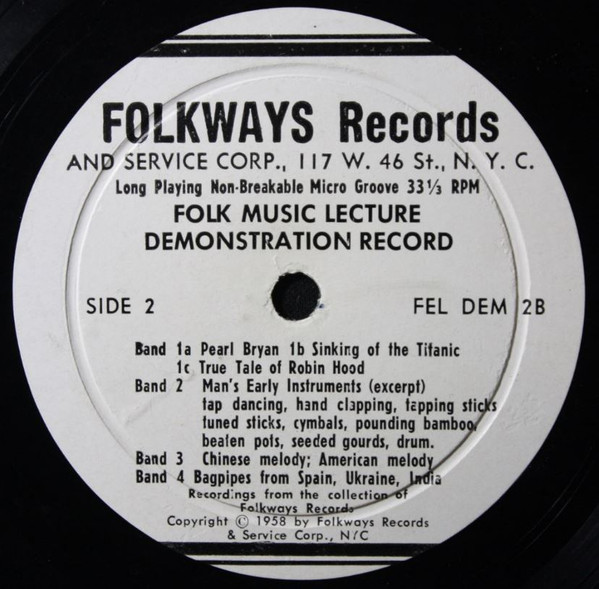 FOLKWAYS Records
AND SERVICE CORP., 117 W. 46 St., N. Y. C.
Long Playing Non-Breakable Micro Groove 33⅓ RPM
FOLK MUSIC LECTURE
DEMONSTRATION RECORD
SIDE 2 FEL DEM 2B
Band 1a Pearl Bryan 1b Sinking of the Titanic
1c True Tale of Robin Hood
Band 2 Man's Early Instruments (excerpt)
tap dancing, hand clapping, tapping sticks
tuned sticks, cymbals, pounding bamboo,
beaten pots, seeded gourds, drum.
Band 3 Chinese melody; American melody
Band 4 Bagpipes from Spain, Ukraine, India
Recordings from the collection of
Folkways Records
Copyright © 1958 by Folkways Records
& Service Corp., NYC